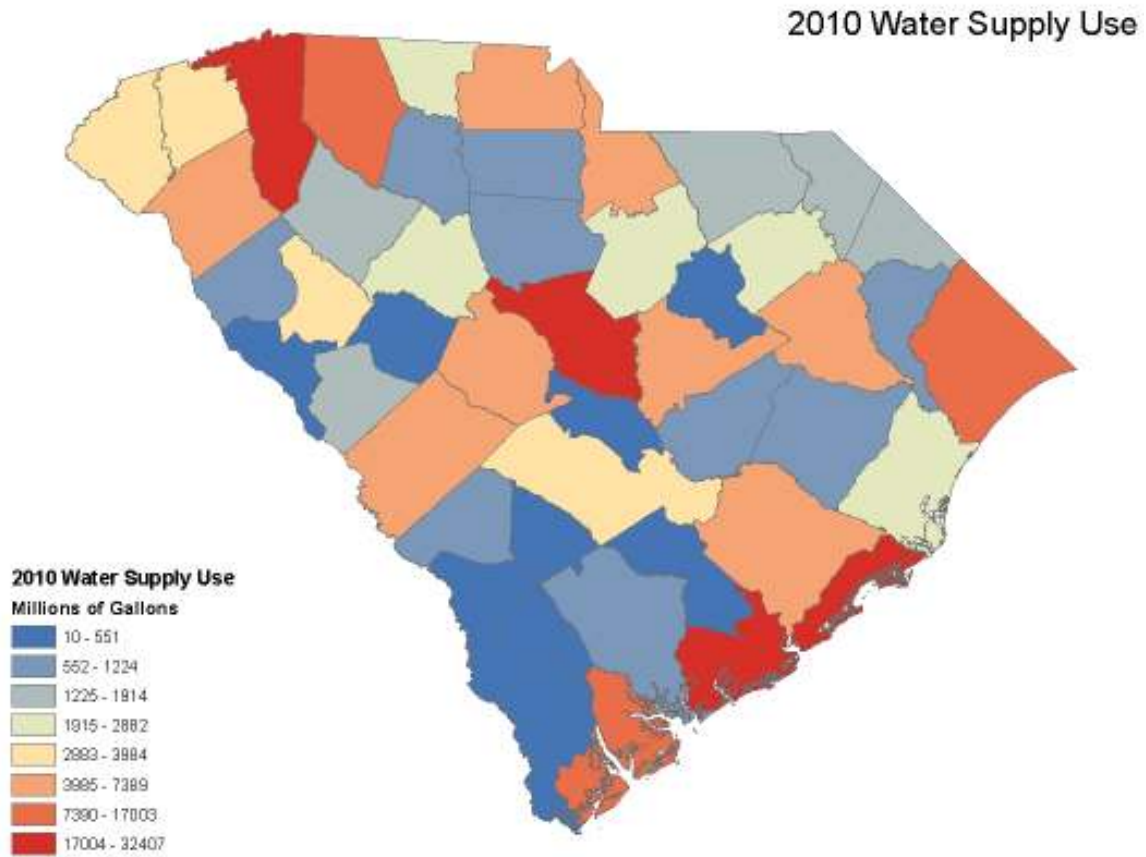 2010 Water Supply Use
2010 Water Supply Use
Millions of Gallons
10 - 551
552 - 1224
1225 - 1914
1915 - 2882
2883 - 3984
3985 - 7389
7390 - 17003
17004 - 32407